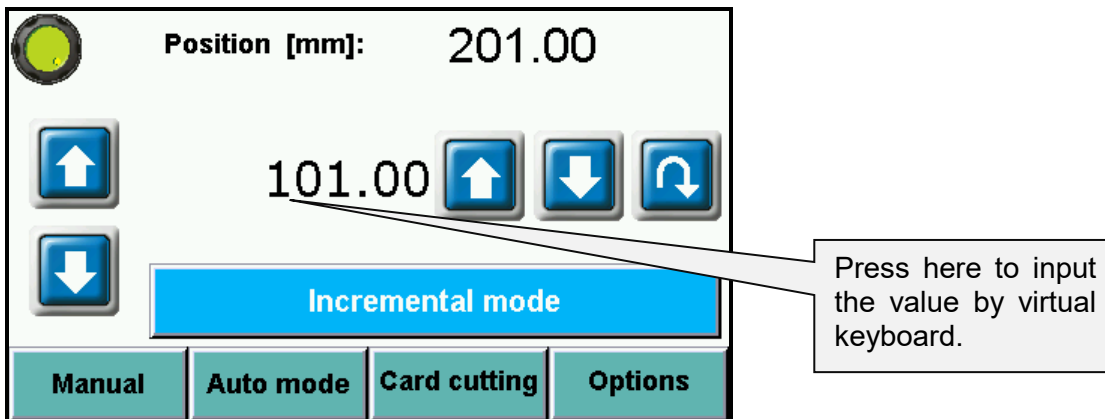 Position [mm]: 201.00
101.00
Incremental mode
Press here to input
the value by virtual
keyboard.
Manual Auto mode Card cutting Options